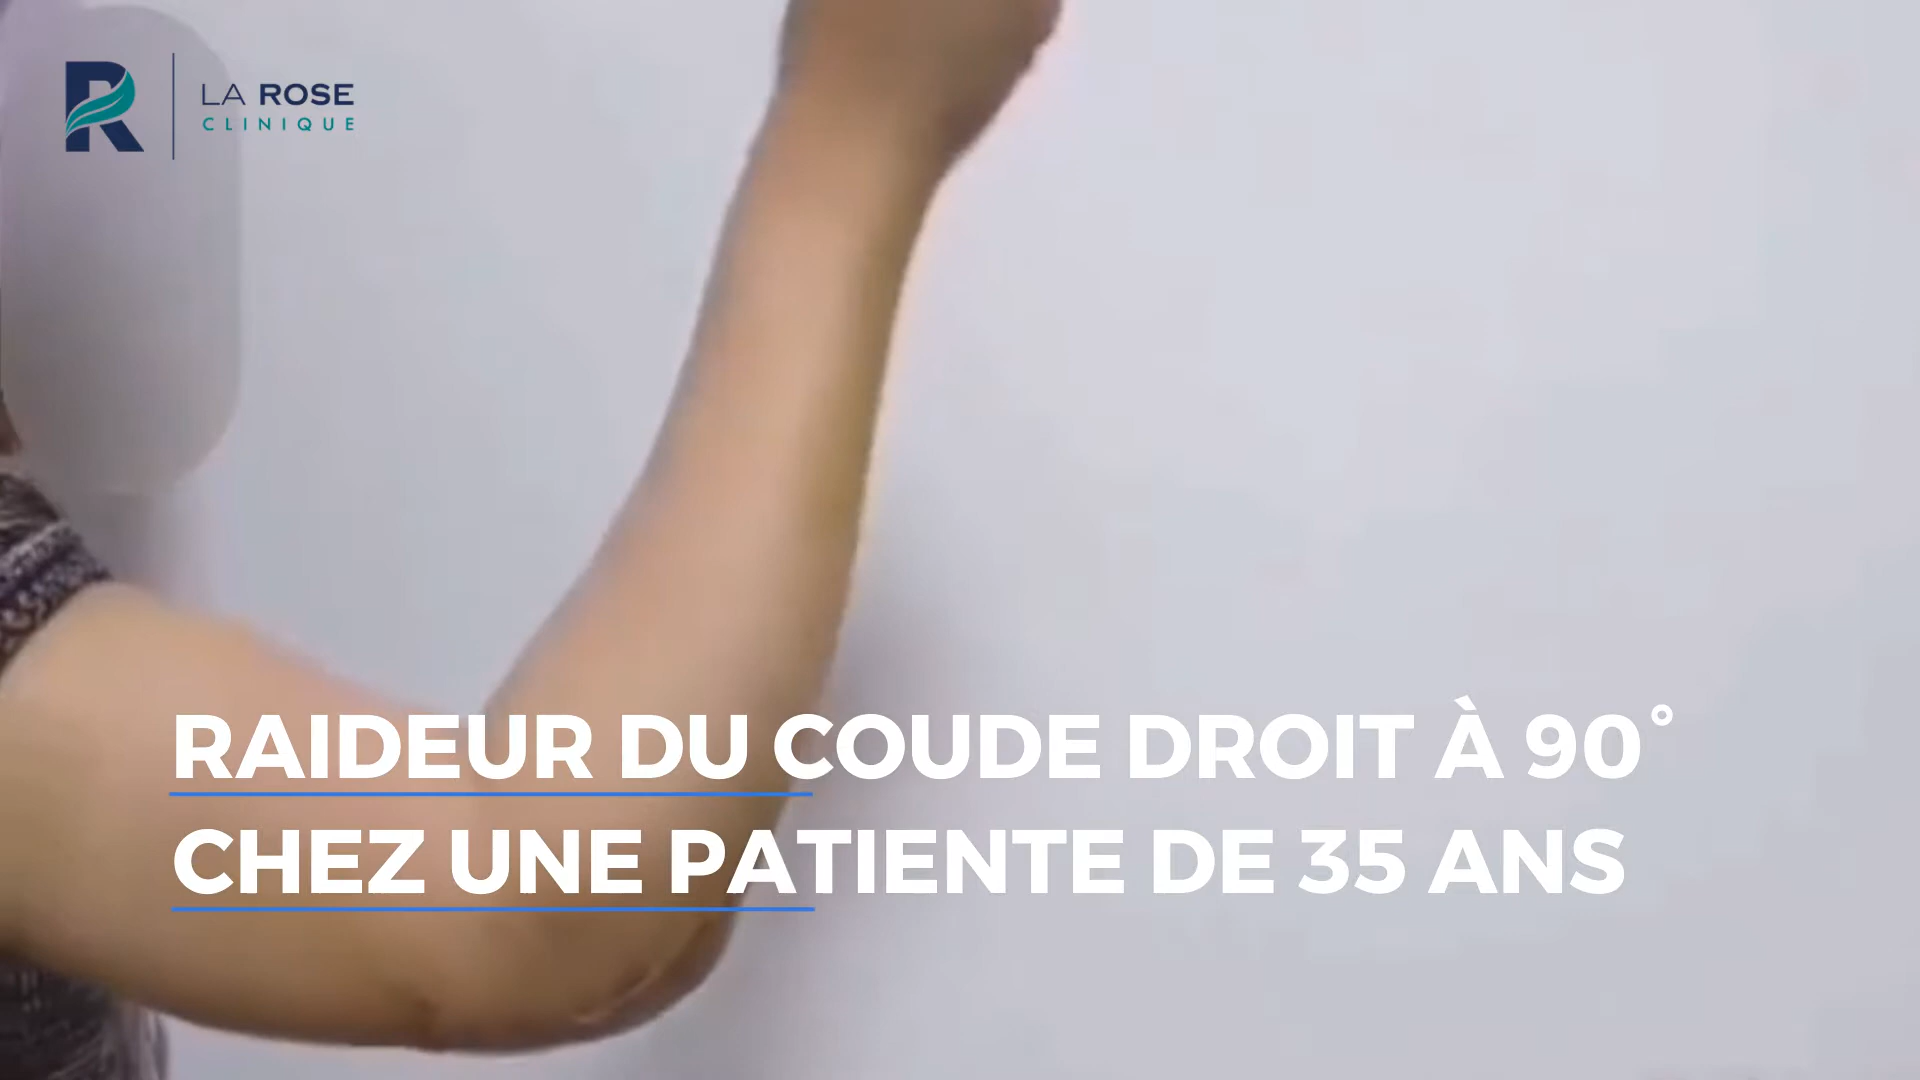 LA ROSE
CLINIQUE
RAIDEUR DU COUDE DROIT À 90°
CHEZ UNE PATIENTE DE 35 ANS